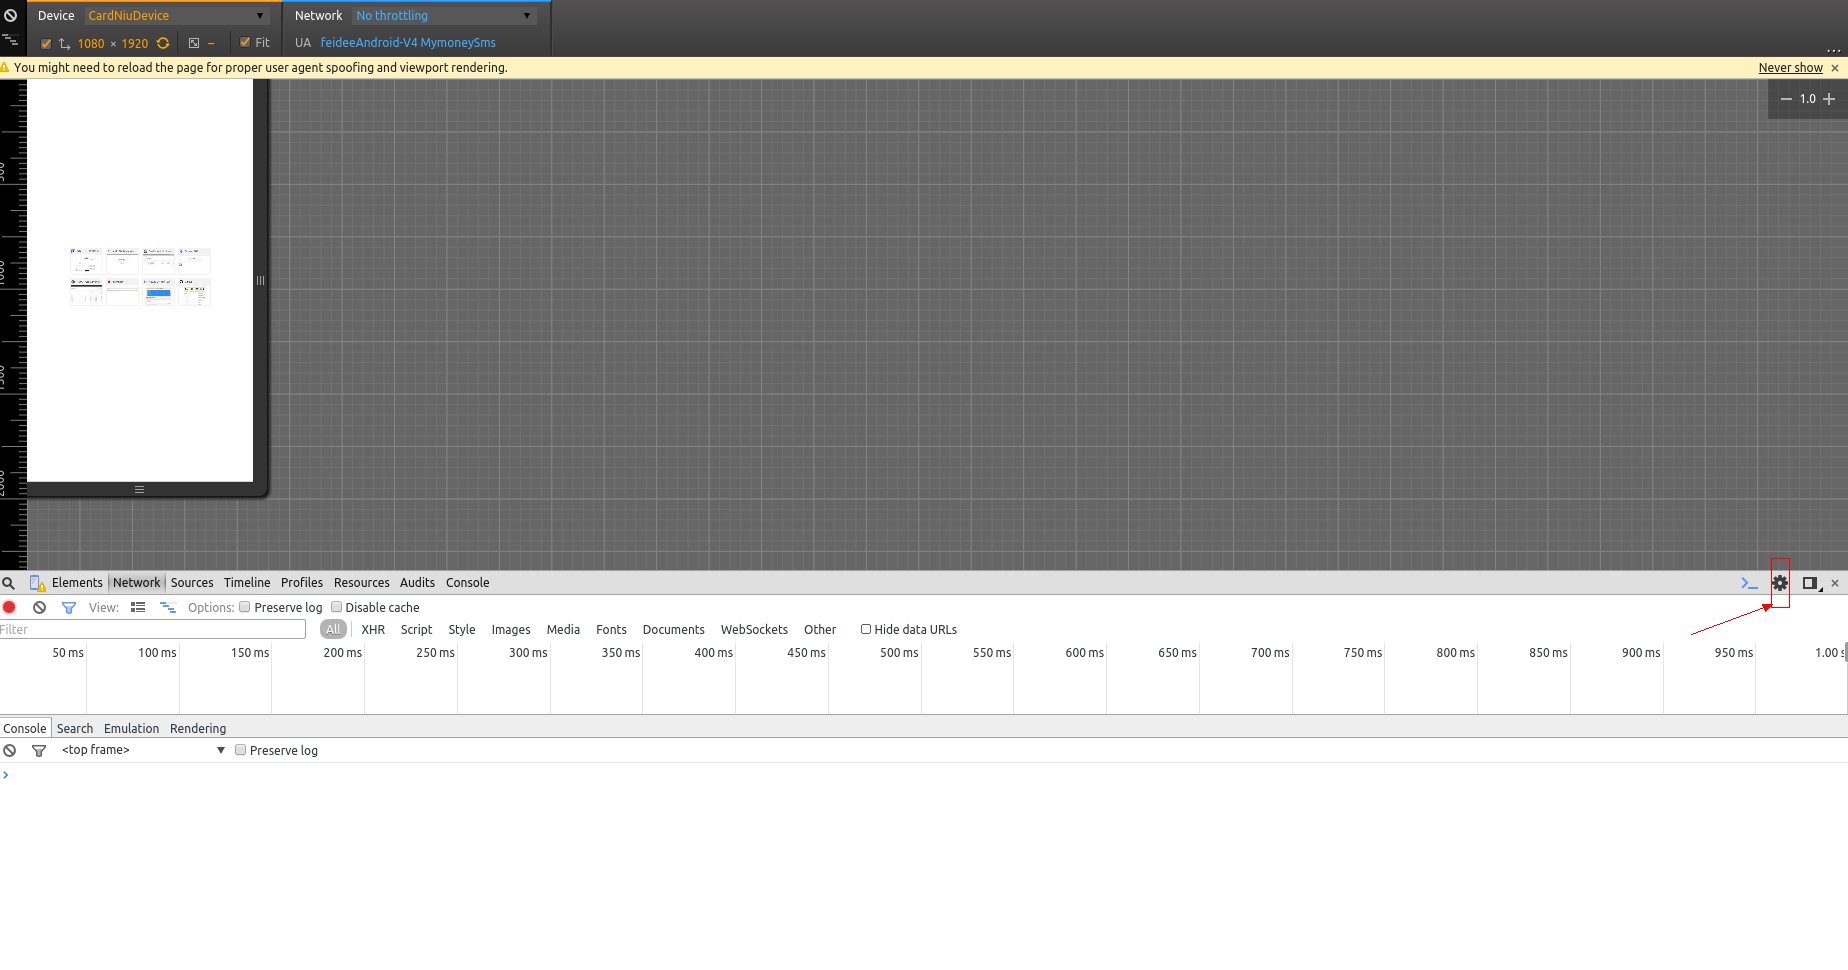 Device CardNiuDevice ▼ Network No throttling ▼
1080 × 1920 – Fit UA feideeAndroid-V4 MymoneySms
...
You might need to reload the page for proper user agent spoofing and viewport rendering. Never show ×
– 1.0 +
Elements Network Sources Timeline Profiles Resources Audits Console ×
View: Options: Preserve log Disable cache
Filter All XHR Script Style Images Media Fonts Documents WebSockets Other Hide data URLs
50 ms 100 ms 150 ms 200 ms 250 ms 300 ms 350 ms 400 ms 450 ms 500 ms 550 ms 600 ms 650 ms 700 ms 750 ms 800 ms 850 ms 900 ms 950 ms 1.00 s
Console Search Emulation Rendering
<top frame> ▼ Preserve log
>